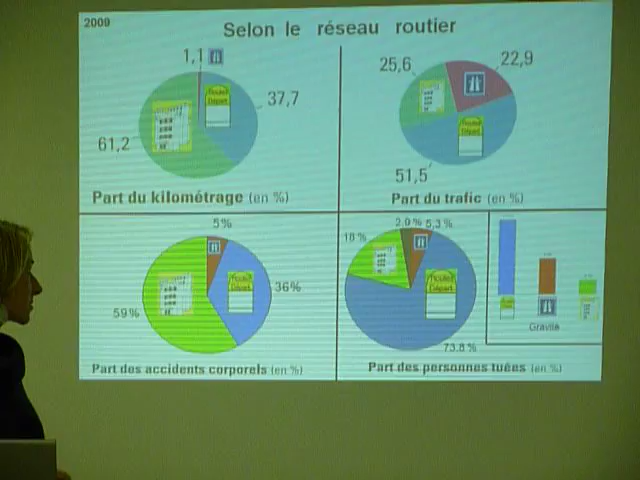 2009
Selon le réseau routier
1,1
37,7
61,2
Part du kilométrage (en %)
25,6
22,9
51,5
Part du trafic (en %)
5%
36%
59%
Part des accidents corporels (en %)
18%
2.9 %
5,3 %
73.8 %
Part des personnes tuées (en %)
Gravité